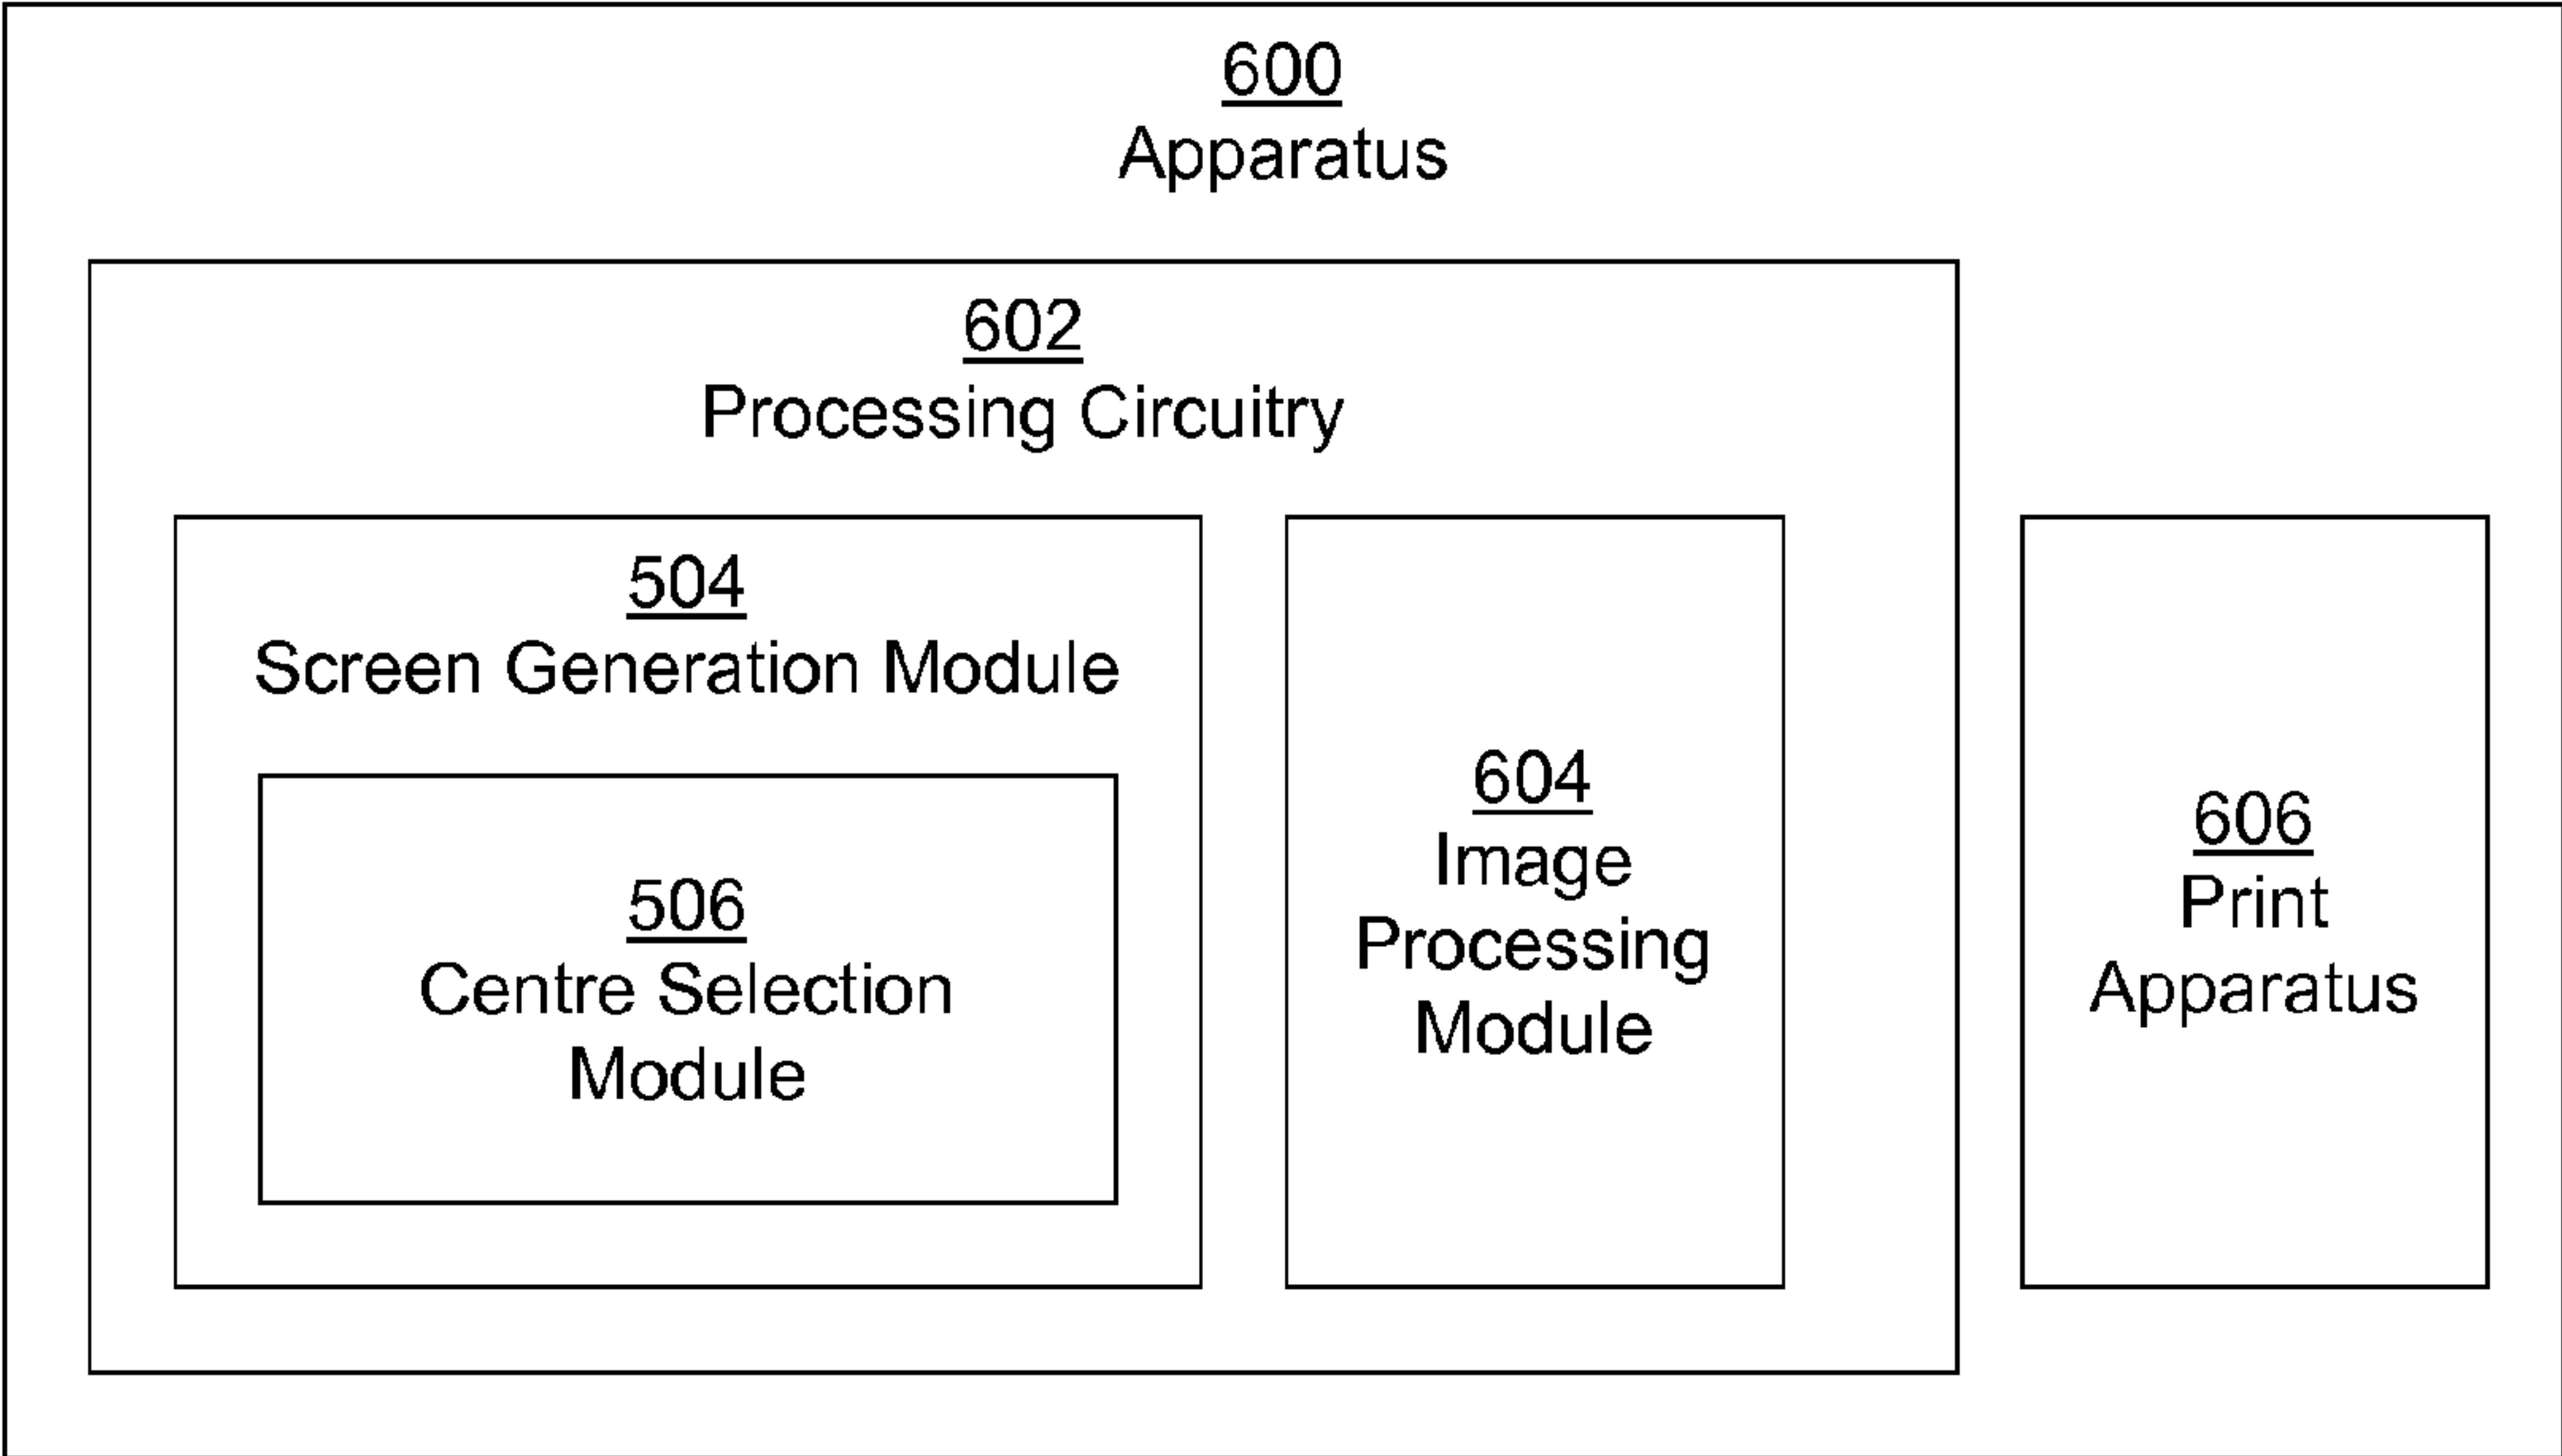 600
Apparatus
602
Processing Circuitry
504
Screen Generation Module
506
Centre Selection
Module
604
Image
Processing
Module
606
Print
Apparatus